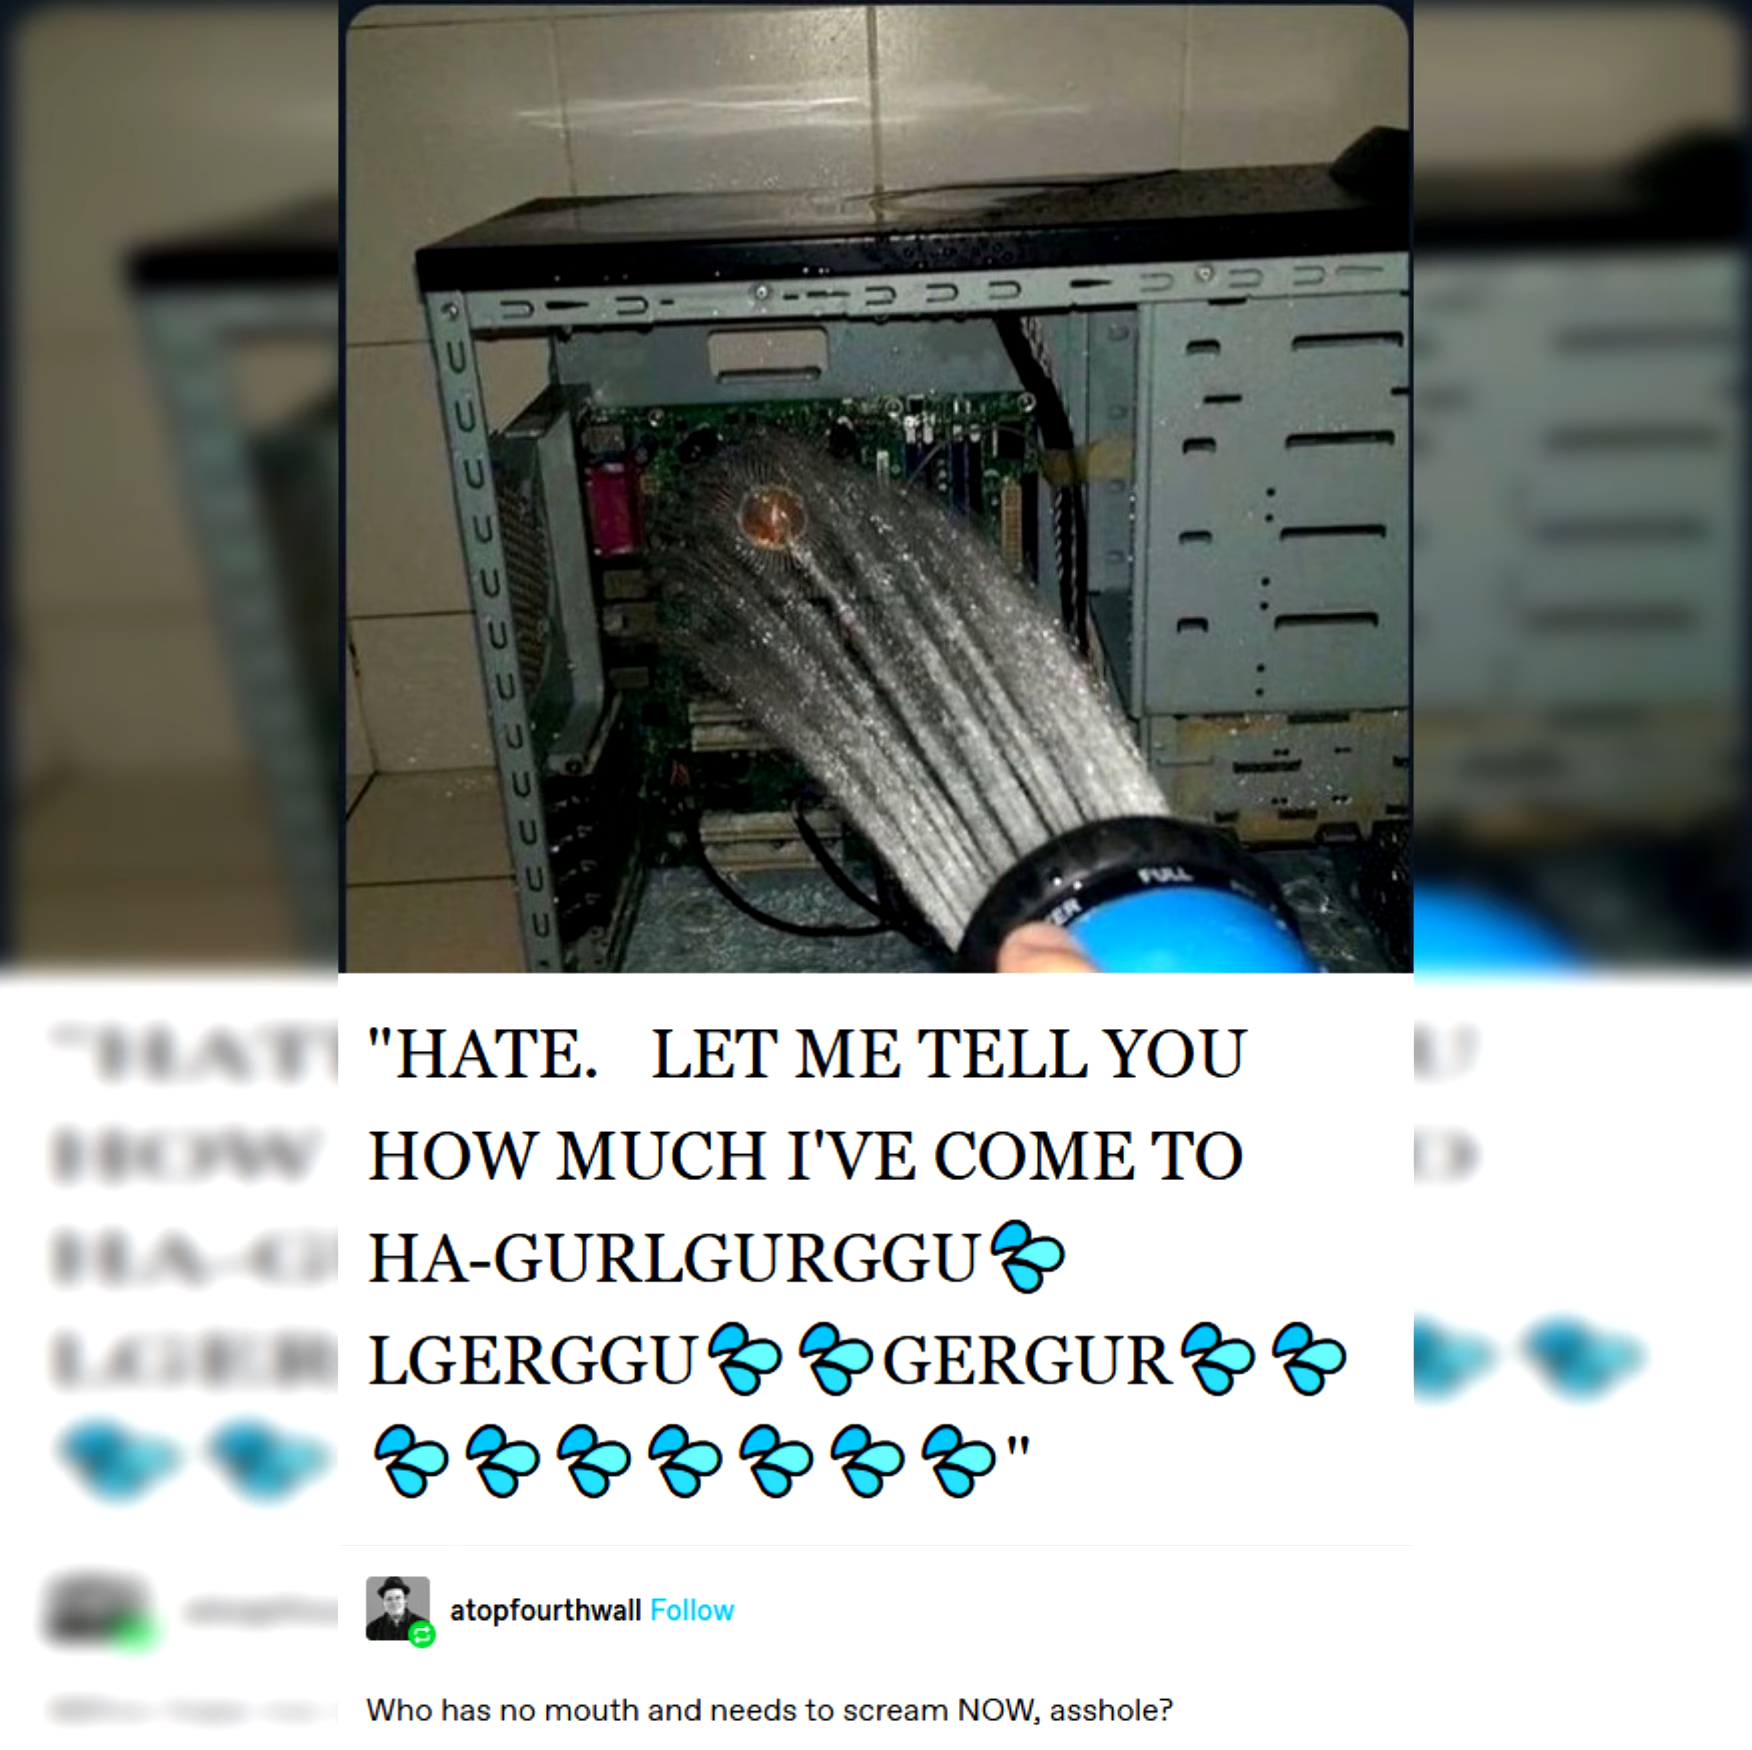 FULL
"HATE.   LET ME TELL YOU
HOW MUCH I'VE COME TO
HA-GURLGURGGU💦
LGERGGU💦💦GERGUR💦💦
💦💦💦💦💦💦💦"
atopfourthwall Follow
Who has no mouth and needs to scream NOW, asshole?